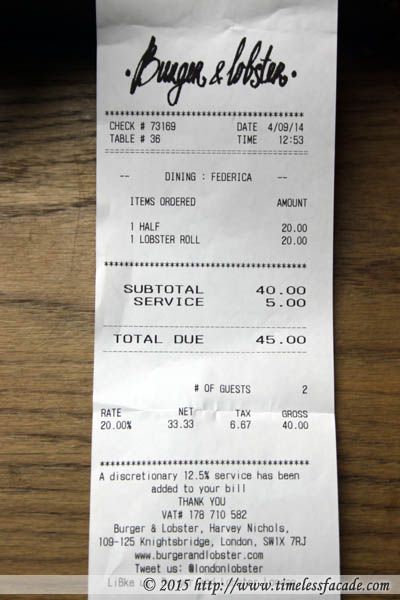 · Burger & Lobster ·
****************************************
CHECK # 73169 DATE 4/09/14
TABLE # 36 TIME 12:53
----------------------------------------
-- DINING : FEDERICA --
ITEMS ORDERED AMOUNT
1 HALF 20.00
1 LOBSTER ROLL 20.00
****************************************
SUBTOTAL 40.00
SERVICE 5.00
----------------------------------------
TOTAL DUE 45.00
----------------------------------------
# OF GUESTS 2
RATE NET TAX GROSS
20.00% 33.33 6.67 40.00
****************************************
A discretionary 12.5% service has been
added to your bill
THANK YOU
VAT# 178 710 582
Burger & Lobster, Harvey Nichols,
109-125 Knightsbridge, London, SW1X 7RJ
www.burgerandlobster.com
Tweet us: @londonlobster
LiBke us:
© 2015 http://www.timelessfacade.com